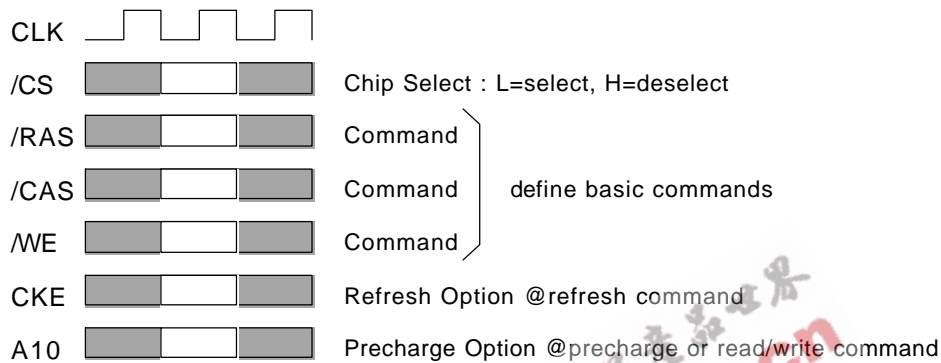 CLK
/CS Chip Select : L=select, H=deselect
/RAS Command
/CAS Command define basic commands
/WE Command
CKE Refresh Option @refresh command
A10 Precharge Option @precharge or read/write command